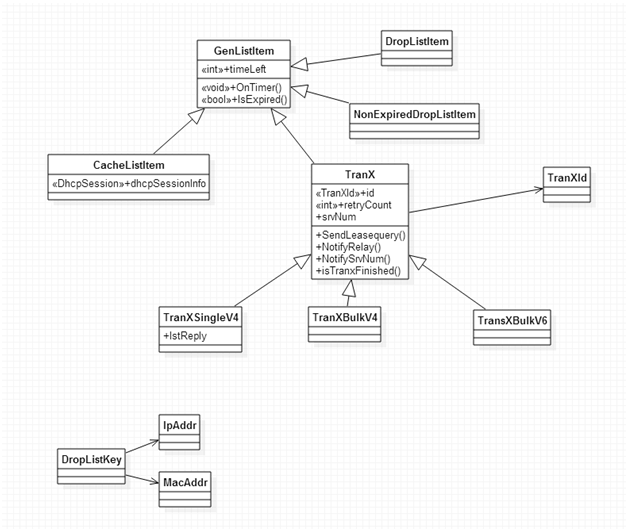 GenListItem
«int»+timeLeft
«void»+OnTimer()
«bool»+IsExpired()
DropListItem
NonExpiredDropListItem
CacheListItem
«DhcpSession»+dhcpSessionInfo
TranX
«TranXId»+id
«int»+retryCount
+srvNum
+SendLeasequery()
+NotifyRelay()
+NotifySrvNum()
+isTranxFinished()
TranXId
TranXSingleV4
+lstReply
TranXBulkV4
TransXBulkV6
IpAddr
DropListKey
MacAddr